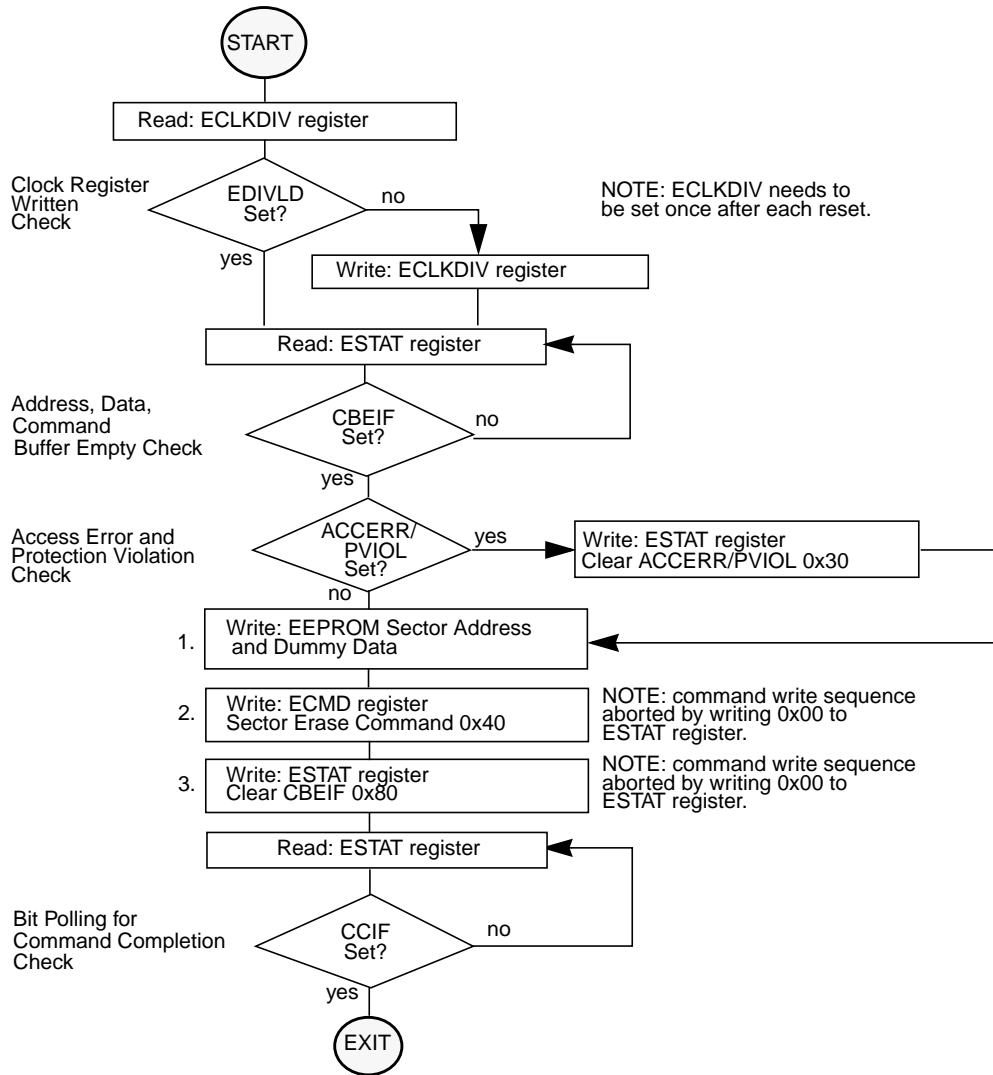 START
Read: ECLKDIV register
Clock Register
Written
Check
EDIVLD
Set?
no
yes
NOTE: ECLKDIV needs to
be set once after each reset.
Write: ECLKDIV register
Read: ESTAT register
Address, Data,
Command
Buffer Empty Check
CBEIF
Set?
no
yes
Access Error and
Protection Violation
Check
ACCERR/
PVIOL
Set?
yes
no
Write: ESTAT register
Clear ACCERR/PVIOL 0x30
1.
Write: EEPROM Sector Address
and Dummy Data
2.
Write: ECMD register
Sector Erase Command 0x40
NOTE: command write sequence
aborted by writing 0x00 to
ESTAT register.
3.
Write: ESTAT register
Clear CBEIF 0x80
NOTE: command write sequence
aborted by writing 0x00 to
ESTAT register.
Read: ESTAT register
Bit Polling for
Command Completion
Check
CCIF
Set?
no
yes
EXIT